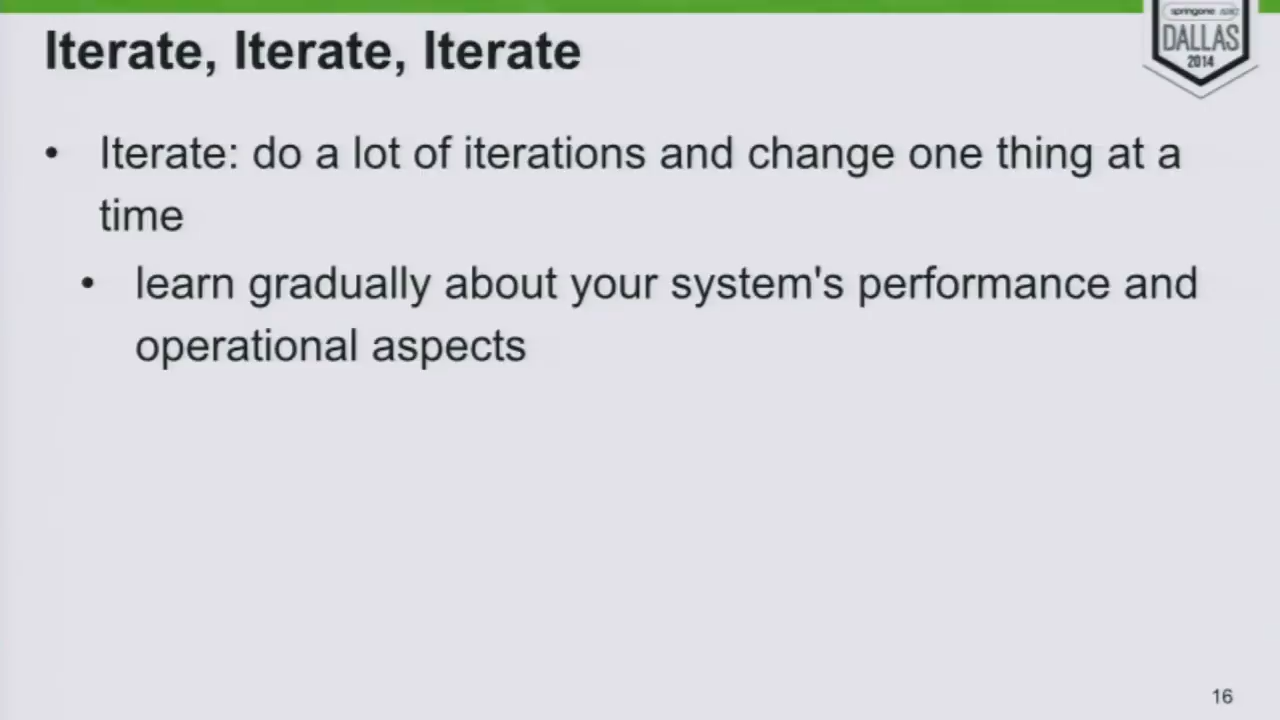 Iterate, Iterate, Iterate
springone
DALLAS
2014
• Iterate: do a lot of iterations and change one thing at a
time
• learn gradually about your system's performance and
operational aspects
16